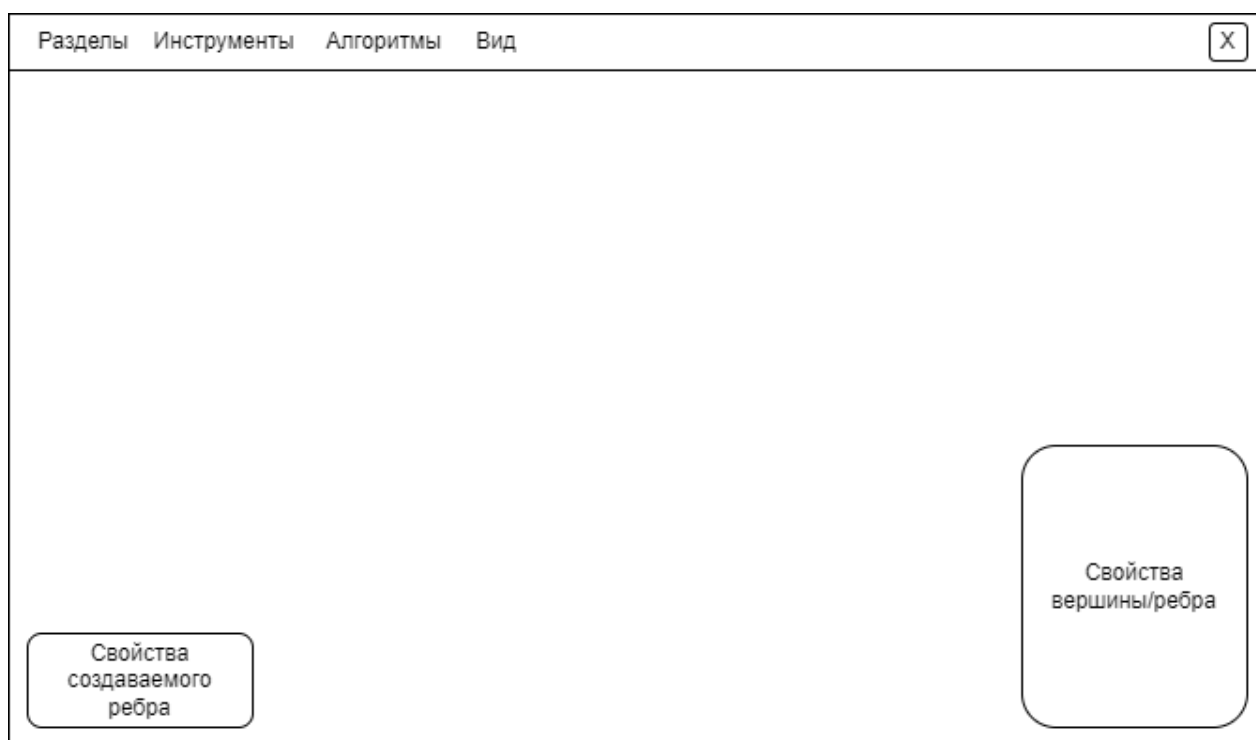 Разделы Инструменты Алгоритмы Вид X
Свойства
вершины/ребра
Свойства
создаваемого
ребра